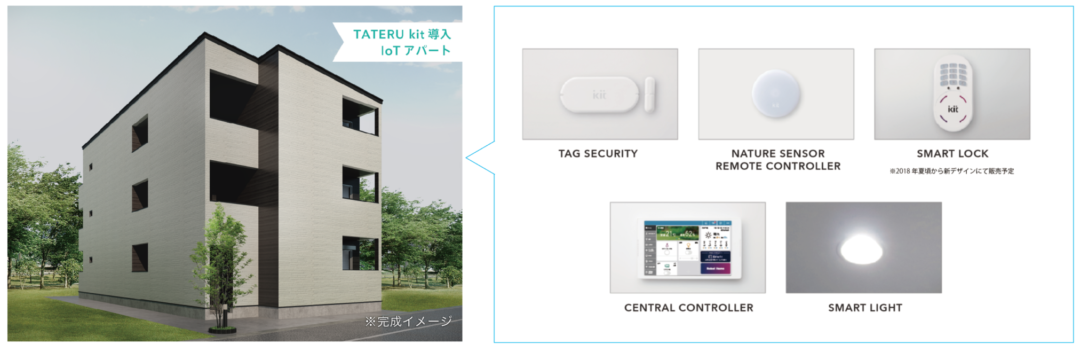 TATERU kit 導入
IoT アパート
※完成イメージ
kit
TAG SECURITY
NATURE SENSOR
REMOTE CONTROLLER
kit
SMART LOCK
※2018 年夏頃から新デザインにて販売予定
CENTRAL CONTROLLER
SMART LIGHT